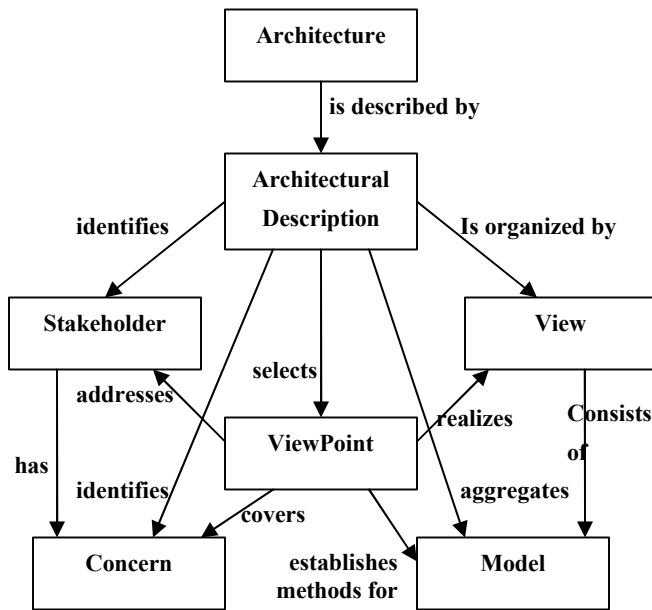 Architecture
is described by
Architectural
Description
identifies
Is organized by
Stakeholder
View
addresses
selects
realizes
Consists
of
ViewPoint
has
identifies
covers
aggregates
establishes
methods for
Concern
Model